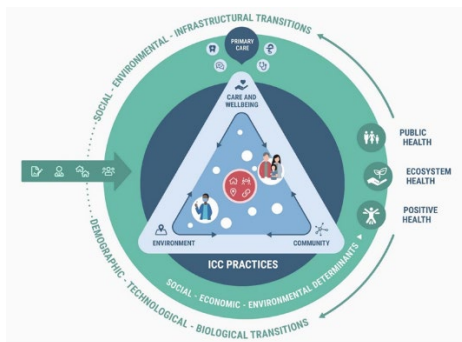 SOCIAL - ENVIRONMENTAL - INFRASTRUCTURAL TRANSITIONS
PRIMARY
CARE
CARE AND
WELLBEING
ENVIRONMENT
COMMUNITY
ICC PRACTICES
SOCIAL - ECONOMIC - ENVIRONMENTAL DETERMINANTS
DEMOGRAPHIC - TECHNOLOGICAL - BIOLOGICAL TRANSITIONS
PUBLIC
HEALTH
ECOSYSTEM
HEALTH
POSITIVE
HEALTH